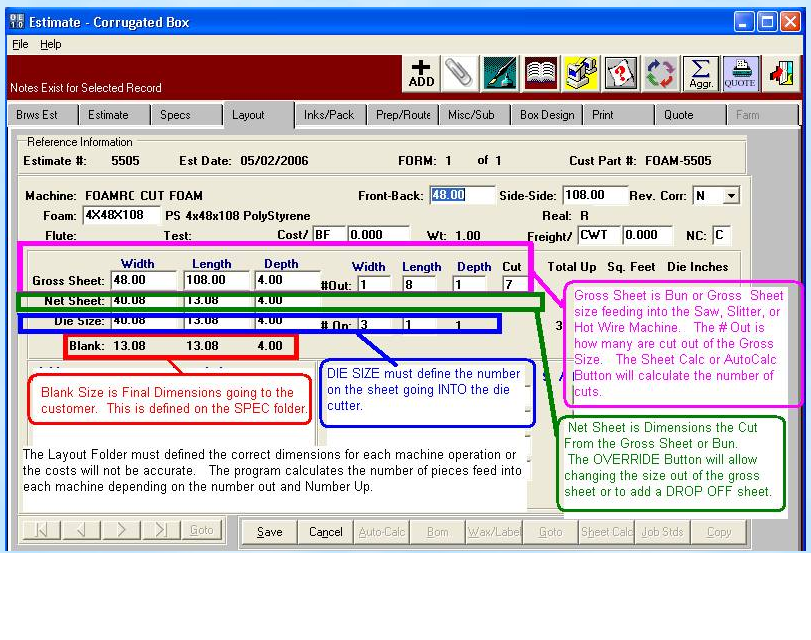 Estimate - Corrugated Box
File Help
Notes Exist for Selected Record
ADD
Σ Aggr.
QUOTE
Brws Est Estimate Specs Layout Inks/Pack Prep/Route Misc/Sub Box Design Print Quote Farm
Reference Information
Estimate #: 5505 Est Date: 05/02/2006 FORM: 1 of 1 Cust Part #: FOAM-5505
Machine: FOAMRC CUT FOAM Front-Back: 48.00 Side-Side: 108.00 Rev. Corr: N
Foam: 4X48X108 PS 4x48x108 PolyStyrene Real: R
Flute: Test: Cost/ BF 0.000 Wt: 1.00 Freight/ CWT 0.000 NC: C
Width Length Depth Width Length Depth Cut Total Up Sq. Feet Die Inches
Gross Sheet: 48.00 108.00 4.00 #Out: 1 8 1 7
Net Sheet: 40.08 13.08 4.00
Die Size: 40.08 13.08 4.00 # On: 3 1 1 3
Blank: 13.08 13.08 4.00
Gross Sheet is Bun or Gross Sheet
size feeding into the Saw, Slitter, or
Hot Wire Machine. The # Out is
how many are cut out of the Gross
Size. The Sheet Calc or AutoCalc
Button will calculate the number of
cuts.
Blank Size is Final Dimensions going to the
customer. This is defined on the SPEC folder.
DIE SIZE must define the number
on the sheet going INTO the die
cutter.
Net Sheet is Dimensions the Cut
From the Gross Sheet or Bun.
The OVERRIDE Button will allow
changing the size out of the gross
sheet or to add a DROP OFF sheet.
The Layout Folder must defined the correct dimensions for each machine operation or
the costs will not be accurate. The program calculates the number of pieces feed into
each machine depending on the number out and Number Up.
Goto Save Cancel Auto-Calc Bom Wax/Label Goto Sheet Calc Job Stds Copy